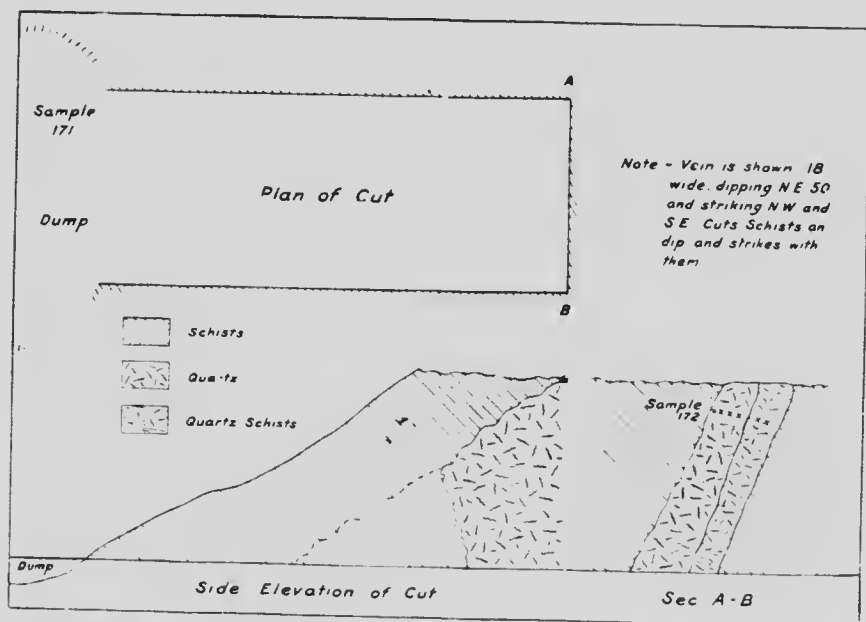 A
Sample
171
Plan of Cut
Dump
Note - Vein is shown 18
wide, dipping NE 50
and striking NW and
SE Cuts Schists on
dip and strikes with
them
B
Schists
Quartz
Quartz Schists
Sample
172
Dump
Side Elevation of Cut
Sec A-B